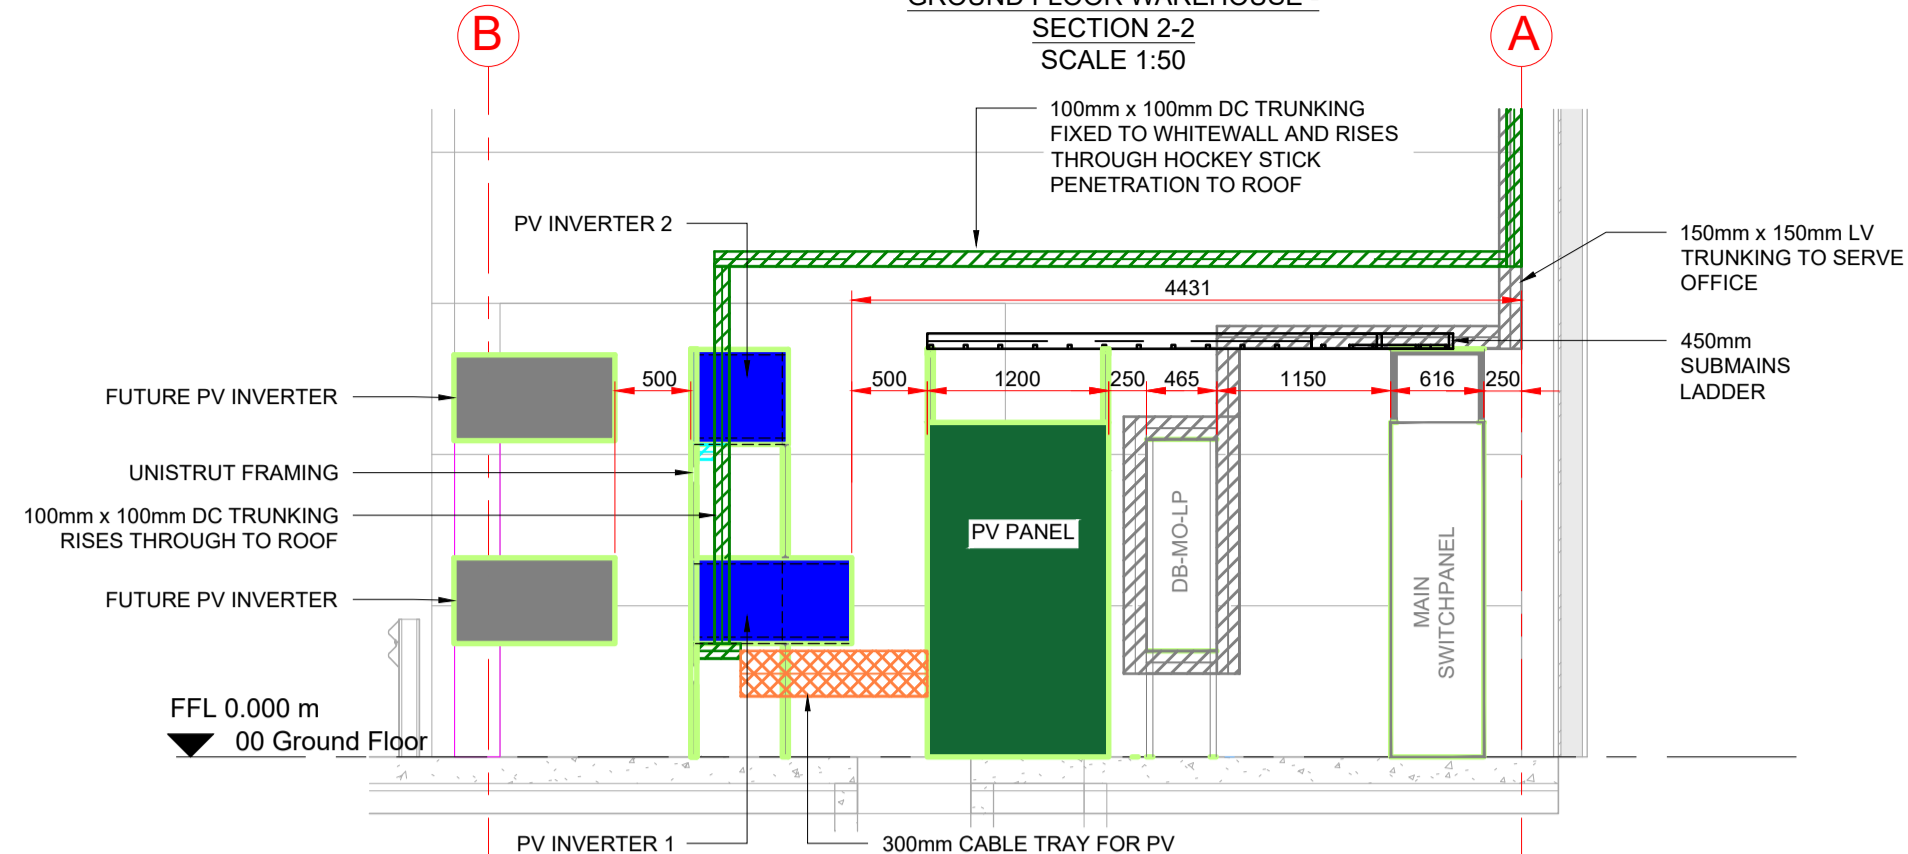 GROUND FLOOR WAREHOUSE -
SECTION 2-2
SCALE 1:50
B
A
100mm x 100mm DC TRUNKING
FIXED TO WHITEWALL AND RISES
THROUGH HOCKEY STICK
PENETRATION TO ROOF
PV INVERTER 2
150mm x 150mm LV
TRUNKING TO SERVE
OFFICE
4431
450mm
SUBMAINS
LADDER
500
500
1200
250
465
1150
616
250
FUTURE PV INVERTER
UNISTRUT FRAMING
100mm x 100mm DC TRUNKING
RISES THROUGH TO ROOF
PV PANEL
DB-MO-LP
MAIN
SWITCHPANEL
FUTURE PV INVERTER
FFL 0.000 m
00 Ground Floor
PV INVERTER 1
300mm CABLE TRAY FOR PV